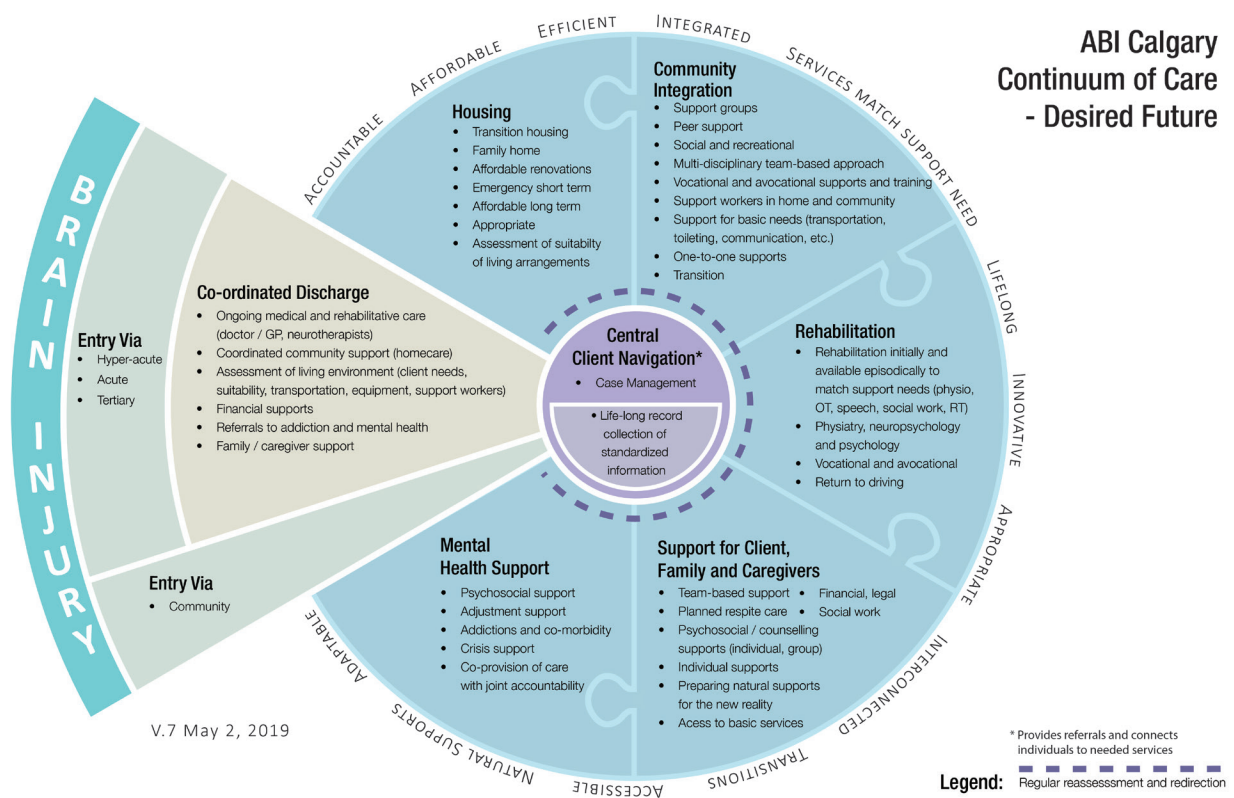 ABI Calgary
Continuum of Care
- Desired Future
ACCOUNTABLE
AFFORDABLE
EFFICIENT
INTEGRATED
SERVICES MATCH SUPPORT NEED
LIFELONG
INNOVATIVE
APPROPRIATE
INTERCONNECTED
TRANSITIONS
ACCESSIBLE
NATURAL SUPPORTS
ADAPTABLE
BRAIN INJURY
Entry Via
• Hyper-acute
• Acute
• Tertiary
Co-ordinated Discharge
• Ongoing medical and rehabilitative care
(doctor / GP, neurotherapists)
• Coordinated community support (homecare)
• Assessment of living environment (client needs,
suitability, transportation, equipment, support workers)
• Financial supports
• Referrals to addiction and mental health
• Family / caregiver support
Entry Via
• Community
Housing
• Transition housing
• Family home
• Affordable renovations
• Emergency short term
• Affordable long term
• Appropriate
• Assessment of suitabilty
of living arrangements
Community
Integration
• Support groups
• Peer support
• Social and recreational
• Multi-disciplinary team-based approach
• Vocational and avocational supports and training
• Support workers in home and community
• Support for basic needs (transportation,
toileting, communication, etc.)
• One-to-one supports
• Transition
Central
Client Navigation*
• Case Management
• Life-long record
collection of
standardized
information
Rehabilitation
• Rehabilitation initially and
available episodically to
match support needs (physio,
OT, speech, social work, RT)
• Physiatry, neuropsychology
and psychology
• Vocational and avocational
• Return to driving
Mental
Health Support
• Psychosocial support
• Adjustment support
• Addictions and co-morbidity
• Crisis support
• Co-provision of care
with joint accountability
Support for Client,
Family and Caregivers
• Team-based support
• Planned respite care
• Psychosocial / counselling
supports (individual, group)
• Individual supports
• Preparing natural supports
for the new reality
• Acess to basic services
• Financial, legal
• Social work
V.7 May 2, 2019
* Provides referrals and connects
individuals to needed services
Legend: Regular reassesssment and redirection